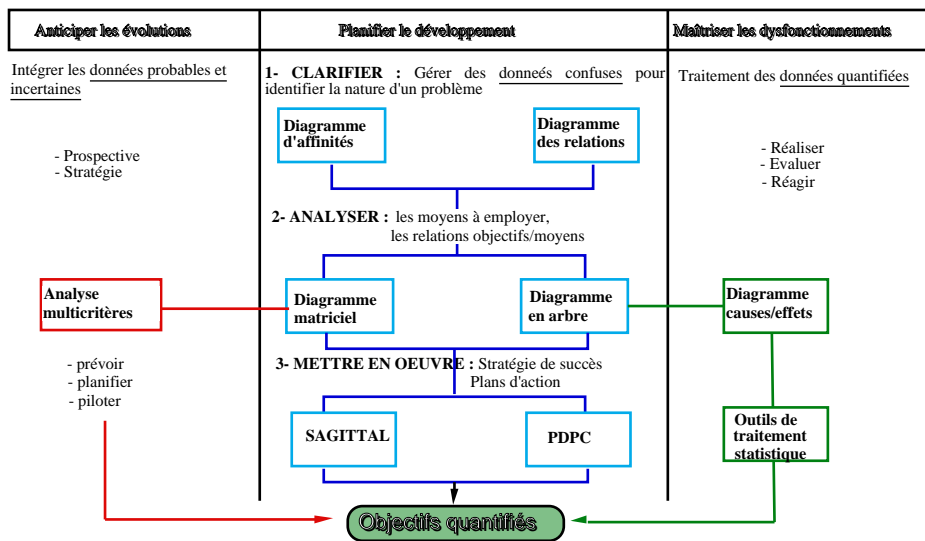 Anticiper les évolutions
Planifier le développement
Maîtriser les dysfonctionnements
Intégrer les données probables et
incertaines
- Prospective
- Stratégie
1- CLARIFIER : Gérer des donneés confuses pour
identifier la nature d'un problème
Diagramme
d'affinités
Diagramme
des relations
2- ANALYSER : les moyens à employer,
les relations objectifs/moyens
Traitement des données quantifiées
- Réaliser
- Evaluer
- Réagir
Analyse
multicritères
Diagramme
matriciel
Diagramme
en arbre
Diagramme
causes/effets
- prévoir
- planifier
- piloter
3- METTRE EN OEUVRE : Stratégie de succès
Plans d'action
SAGITTAL
PDPC
Outils de
traitement
statistique
Objectifs quantifiés